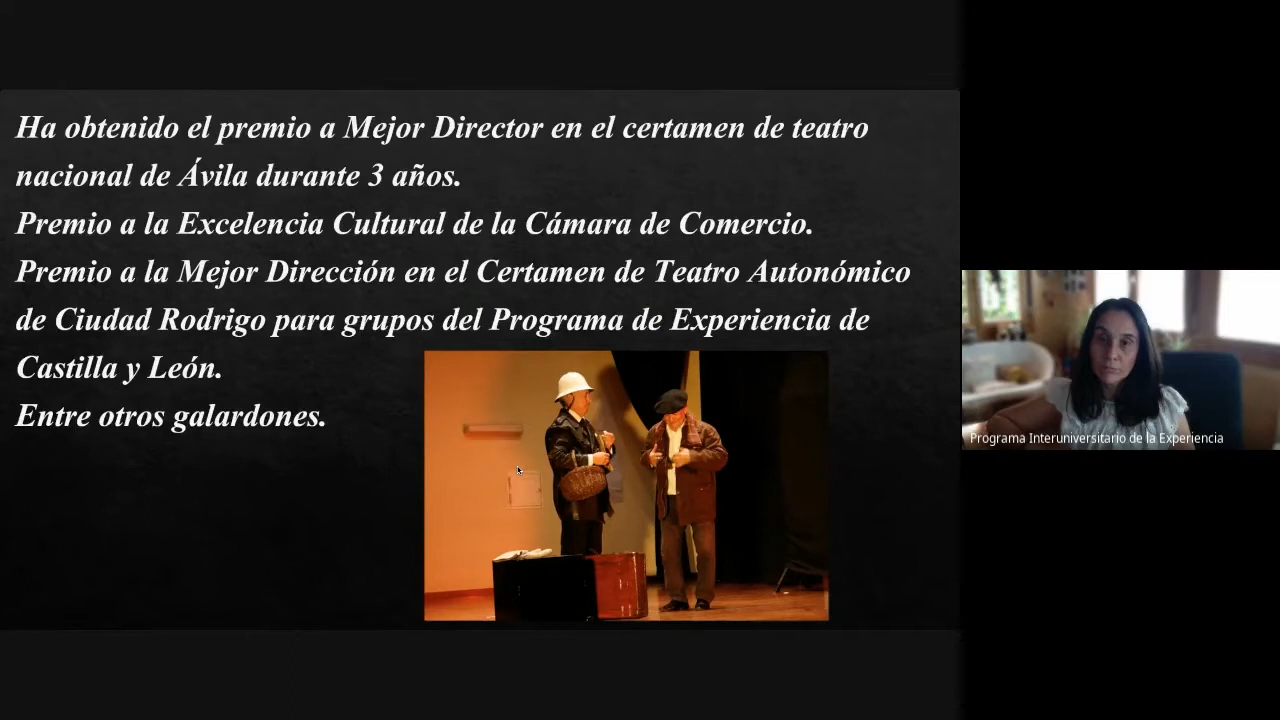 Ha obtenido el premio a Mejor Director en el certamen de teatro
nacional de Ávila durante 3 años.
Premio a la Excelencia Cultural de la Cámara de Comercio.
Premio a la Mejor Dirección en el Certamen de Teatro Autonómico
de Ciudad Rodrigo para grupos del Programa de Experiencia de
Castilla y León.
Entre otros galardones.
Programa Interuniversitario de la Experiencia